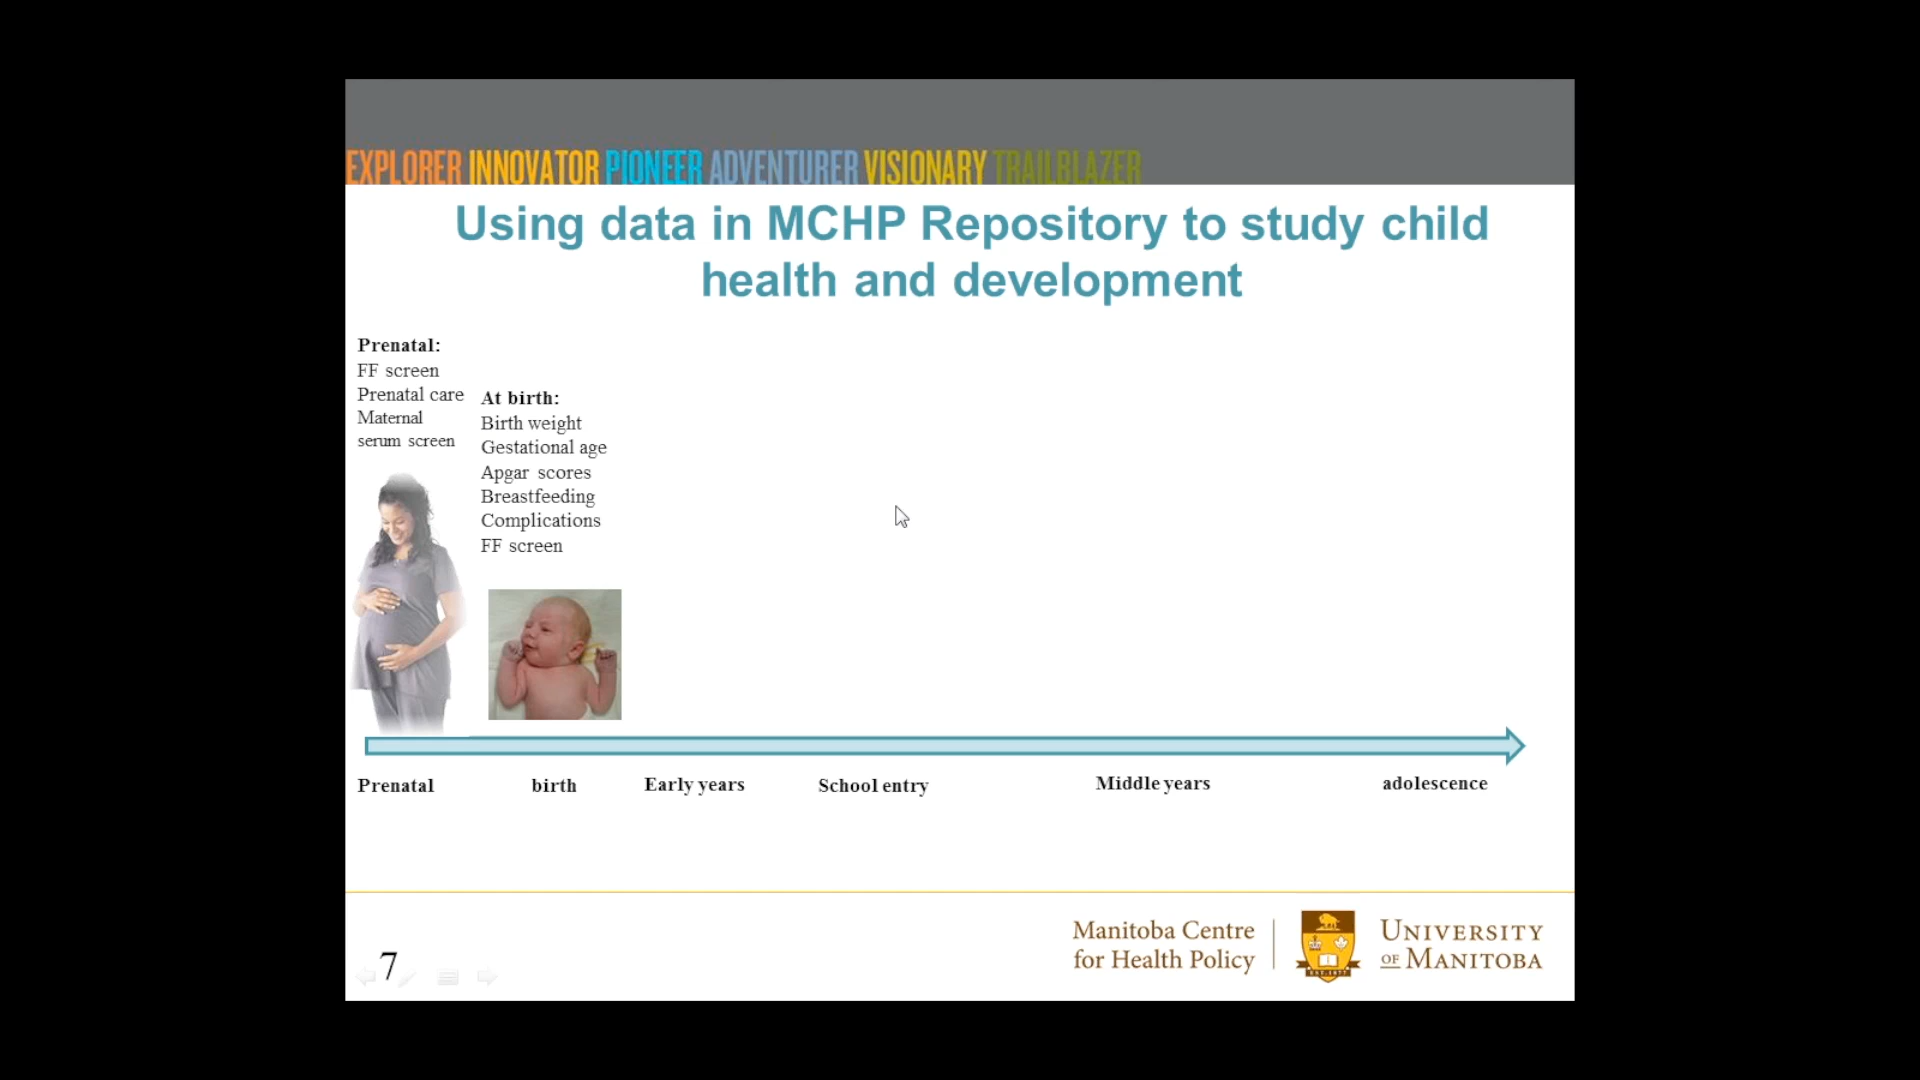 EXPLORER INNOVATOR PIONEER ADVENTURER VISIONARY TRAILBLAZER
Using data in MCHP Repository to study child
health and development
Prenatal:
FF screen
Prenatal care
Maternal
serum screen
At birth:
Birth weight
Gestational age
Apgar scores
Breastfeeding
Complications
FF screen
Prenatal
birth
Early years
School entry
Middle years
adolescence
7
Manitoba Centre
for Health Policy
UNIVERSITY
OF MANITOBA